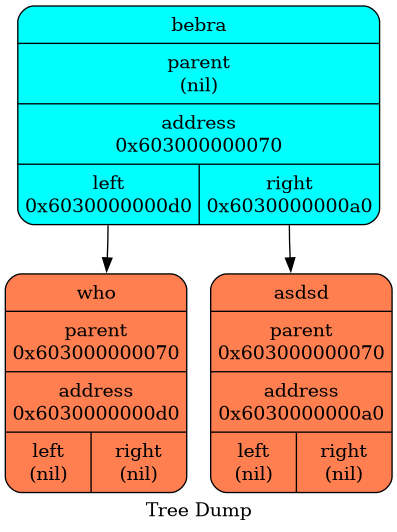 bebra
parent
(nil)
address
0x603000000070
left
0x6030000000d0
right
0x6030000000a0
who
parent
0x603000000070
address
0x6030000000d0
left
(nil)
right
(nil)
asdsd
parent
0x603000000070
address
0x6030000000a0
left
(nil)
right
(nil)
Tree Dump